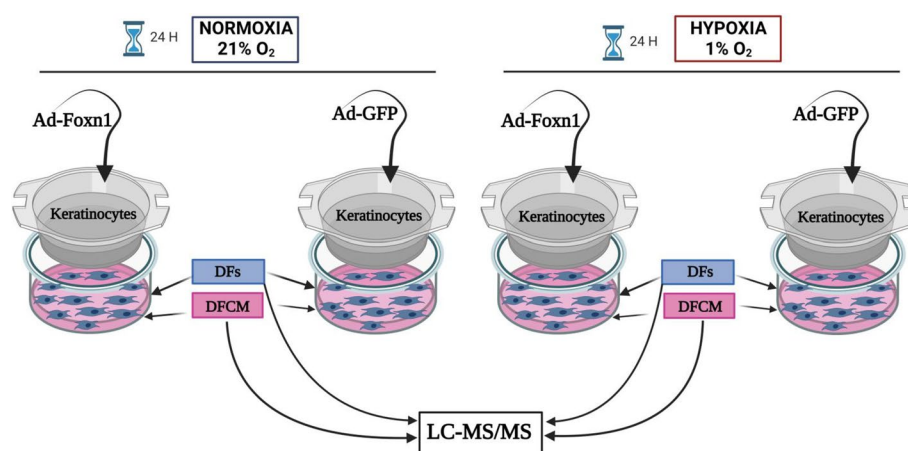 24 H
NORMOXIA
21% O₂
24 H
HYPOXIA
1% O₂
Ad-Foxn1
Ad-GFP
Ad-Foxn1
Ad-GFP
Keratinocytes
Keratinocytes
Keratinocytes
Keratinocytes
DFs
DFs
DFCM
DFCM
LC-MS/MS